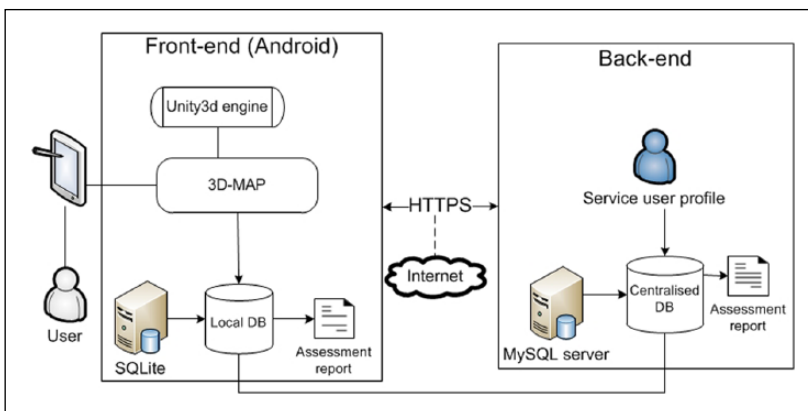 Front-end (Android)
Unity3d engine
3D-MAP
User
SQLite
Local DB
Assessment
report
HTTPS
Internet
Back-end
Service user profile
MySQL server
Centralised
DB
Assessment
report